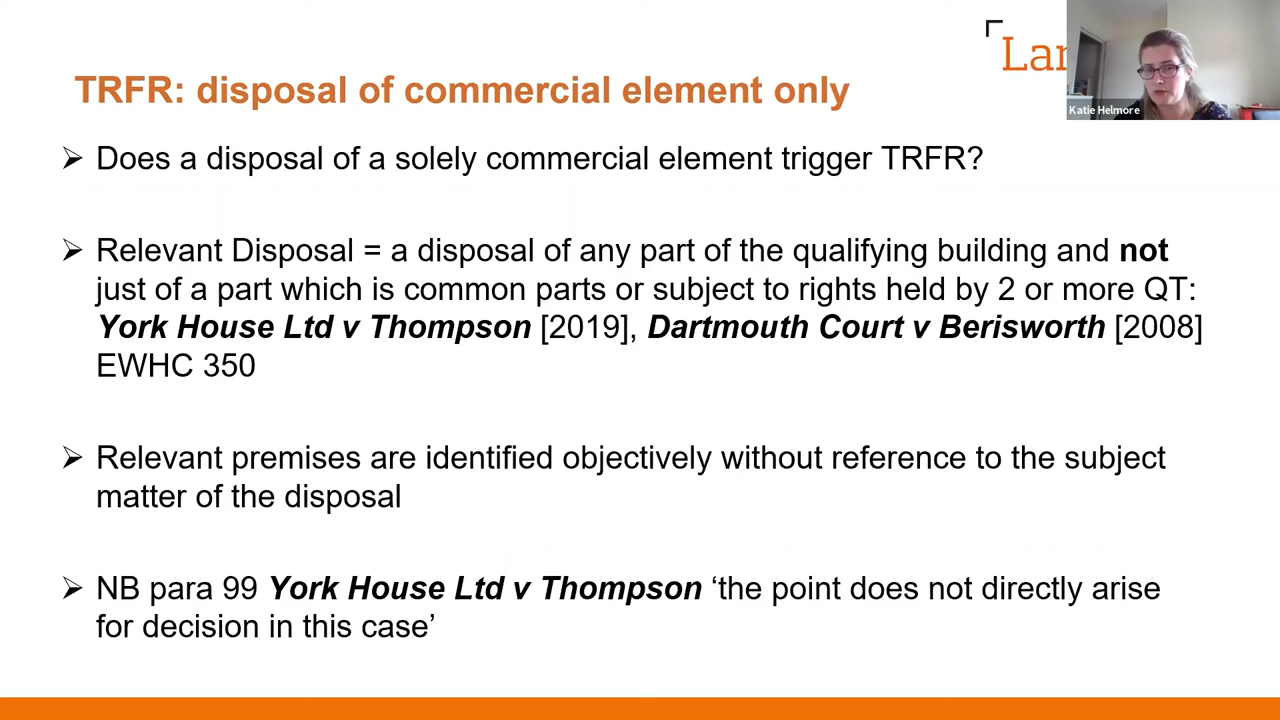 TRFR: disposal of commercial element only
Katie Helmore
➢ Does a disposal of a solely commercial element trigger TRFR?
➢ Relevant Disposal = a disposal of any part of the qualifying building and not
just of a part which is common parts or subject to rights held by 2 or more QT:
York House Ltd v Thompson [2019], Dartmouth Court v Berisworth [2008]
EWHC 350
➢ Relevant premises are identified objectively without reference to the subject
matter of the disposal
➢ NB para 99 York House Ltd v Thompson ‘the point does not directly arise
for decision in this case’